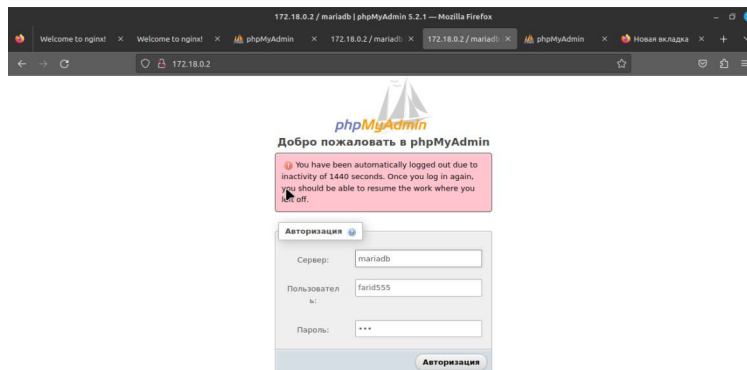 172.18.0.2 / mariadb | phpMyAdmin 5.2.1 — Mozilla Firefox
Welcome to nginx! Welcome to nginx! phpMyAdmin 172.18.0.2 / mariadb 172.18.0.2 / mariadb phpMyAdmin Новая вкладка
172.18.0.2
phpMyAdmin
Добро пожаловать в phpMyAdmin
You have been automatically logged out due to
inactivity of 1440 seconds. Once you log in again,
you should be able to resume the work where you
left off.
Авторизация
Сервер: mariadb
Пользовател farid555
ь:
Пароль: •••
Авторизация